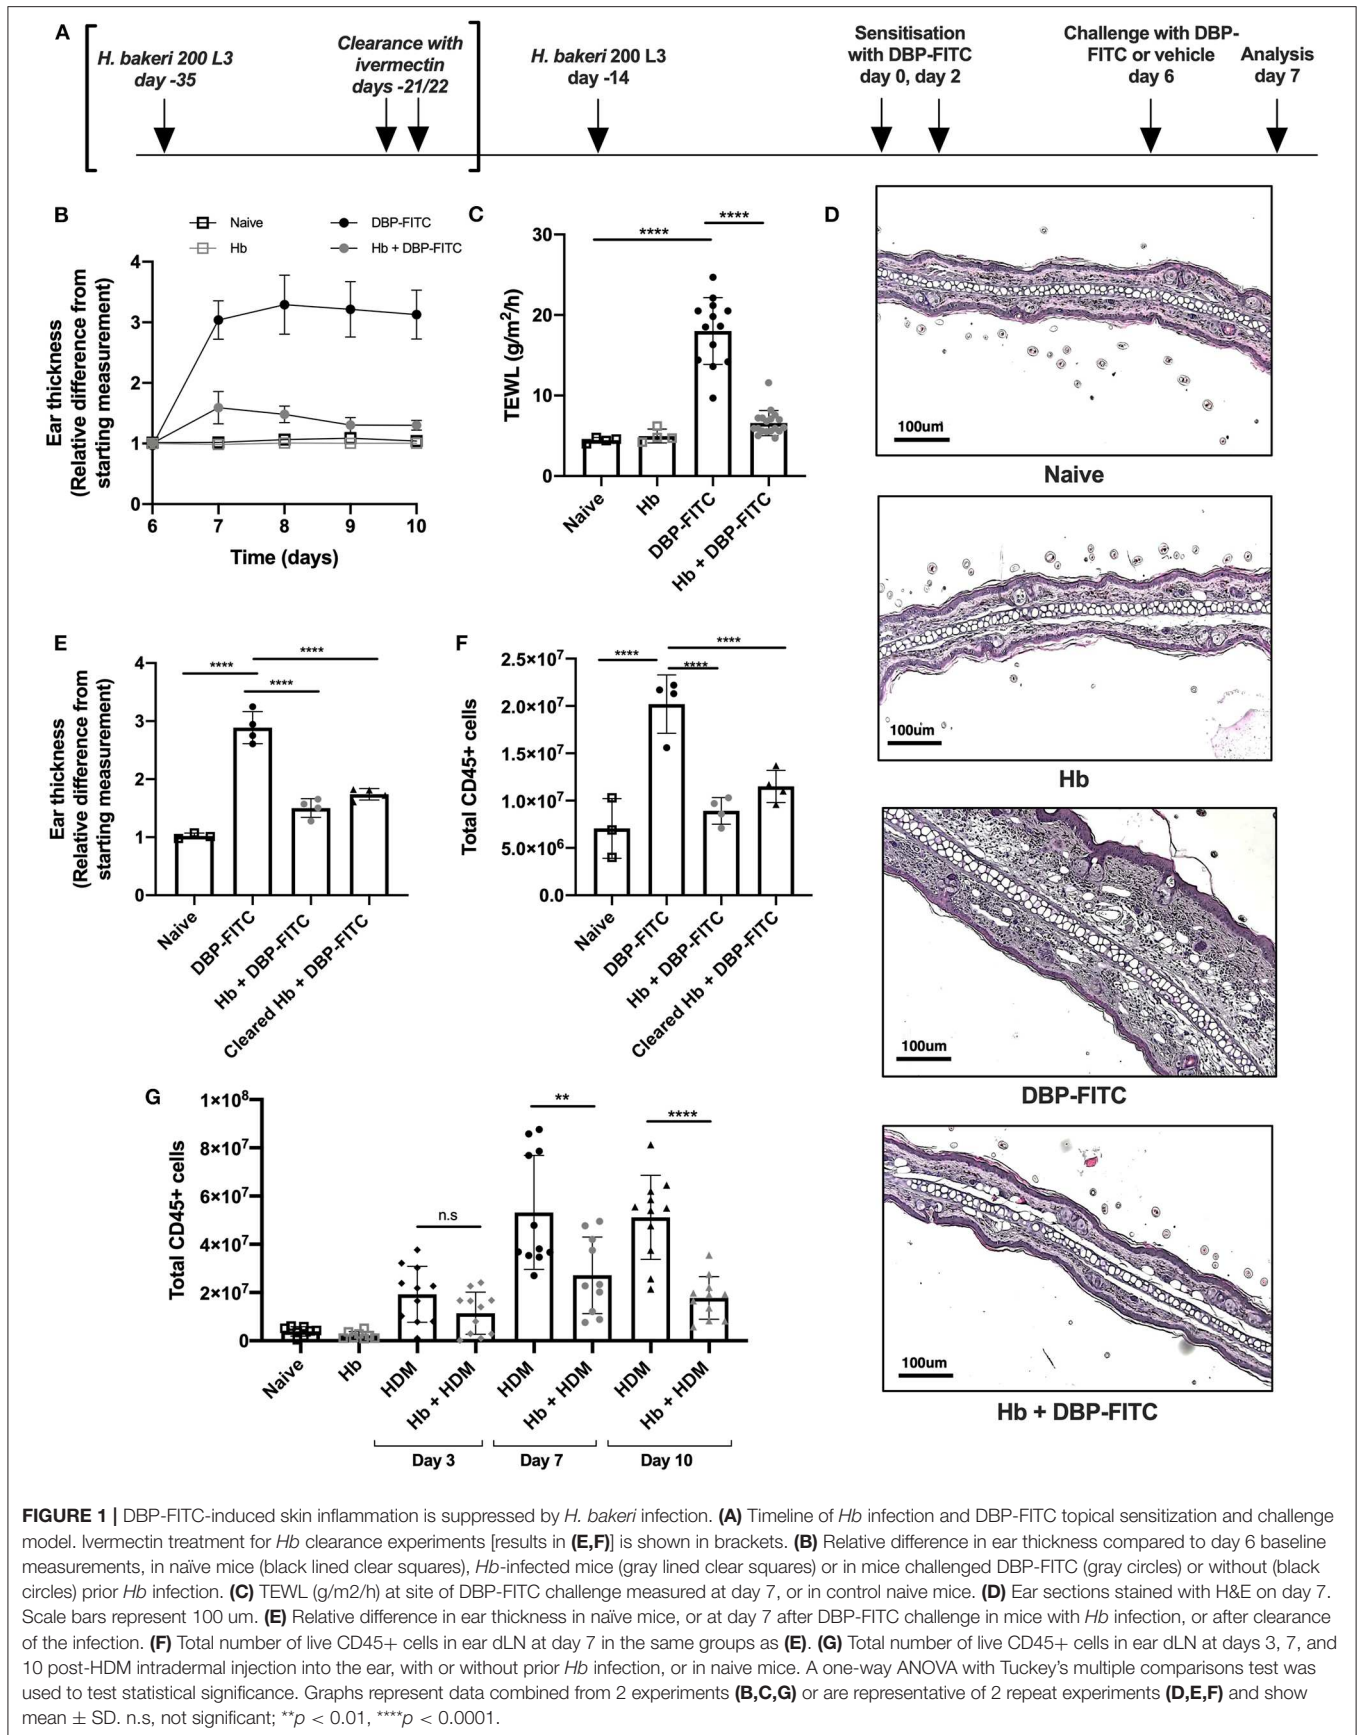 A
H. bakeri 200 L3
day -35
Clearance with
ivermectin
days -21/22
H. bakeri 200 L3
day -14
Sensitisation
with DBP-FITC
day 0, day 2
Challenge with DBP-
FITC or vehicle
day 6
Analysis
day 7
B
Naive
Hb
DBP-FITC
Hb + DBP-FITC
Ear thickness
(Relative difference from
starting measurement)
4
3
2
1
0
6 7 8 9 10
Time (days)
C
****
****
TEWL (g/m²/h)
30
20
10
0
Naive
Hb
DBP-FITC
Hb + DBP-FITC
D
100um
Naive
100um
Hb
100um
DBP-FITC
100um
Hb + DBP-FITC
E
Ear thickness
(Relative difference from
starting measurement)
4
3
2
1
0
****
****
****
Naive
DBP-FITC
Hb + DBP-FITC
Cleared Hb + DBP-FITC
F
Total CD45+ cells
2.5×10⁷
2.0×10⁷
1.5×10⁷
1.0×10⁷
5.0×10⁶
0.0
****
****
****
Naive
DBP-FITC
Hb + DBP-FITC
Cleared Hb + DBP-FITC
G
Total CD45+ cells
1×10⁸
8×10⁷
6×10⁷
4×10⁷
2×10⁷
0
n.s
**
****
Naive
Hb
HDM
Hb + HDM
HDM
Hb + HDM
HDM
Hb + HDM
Day 3
Day 7
Day 10
FIGURE 1 | DBP-FITC-induced skin inflammation is suppressed by H. bakeri infection. (A) Timeline of Hb infection and DBP-FITC topical sensitization and challenge
model. Ivermectin treatment for Hb clearance experiments [results in (E,F)] is shown in brackets. (B) Relative difference in ear thickness compared to day 6 baseline
measurements, in naïve mice (black lined clear squares), Hb-infected mice (gray lined clear squares) or in mice challenged DBP-FITC (gray circles) or without (black
circles) prior Hb infection. (C) TEWL (g/m2/h) at site of DBP-FITC challenge measured at day 7, or in control naive mice. (D) Ear sections stained with H&E on day 7.
Scale bars represent 100 um. (E) Relative difference in ear thickness in naïve mice, or at day 7 after DBP-FITC challenge in mice with Hb infection, or after clearance
of the infection. (F) Total number of live CD45+ cells in ear dLN at day 7 in the same groups as (E). (G) Total number of live CD45+ cells in ear dLN at days 3, 7, and
10 post-HDM intradermal injection into the ear, with or without prior Hb infection, or in naive mice. A one-way ANOVA with Tuckey's multiple comparisons test was
used to test statistical significance. Graphs represent data combined from 2 experiments (B,C,G) or are representative of 2 repeat experiments (D,E,F) and show
mean ± SD. n.s, not significant; **p < 0.01, ****p < 0.0001.